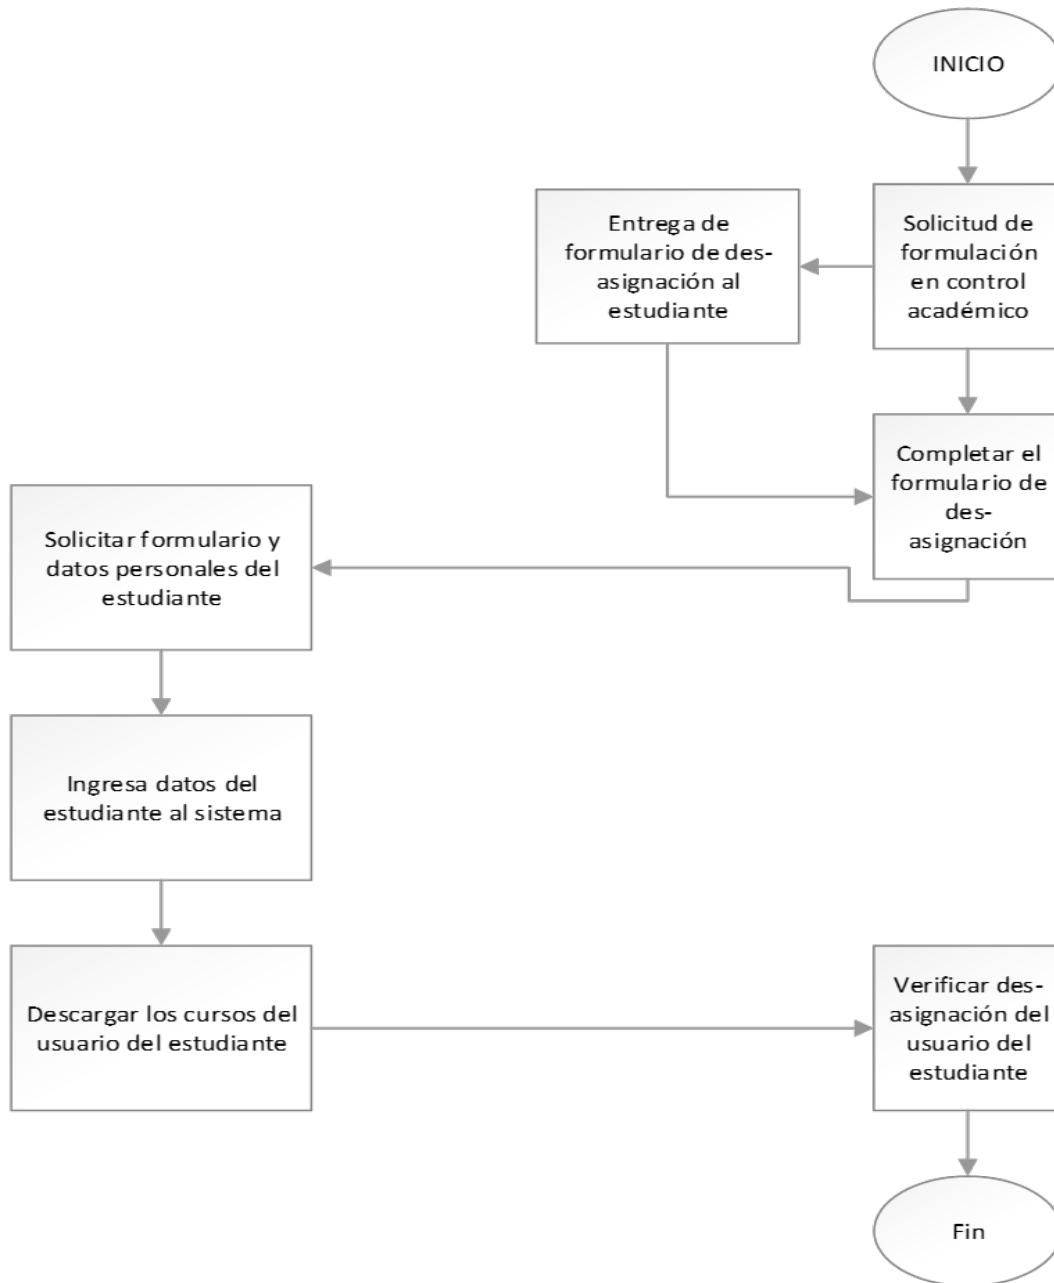 INICIO
Solicitud de
formulación
en control
académico
Entrega de
formulario de des-
asignación al
estudiante
Completar el
formulario de
des-
asignación
Solicitar formulario y
datos personales del
estudiante
Ingresa datos del
estudiante al sistema
Descargar los cursos del
usuario del estudiante
Verificar des-
asignación del
usuario del
estudiante
Fin